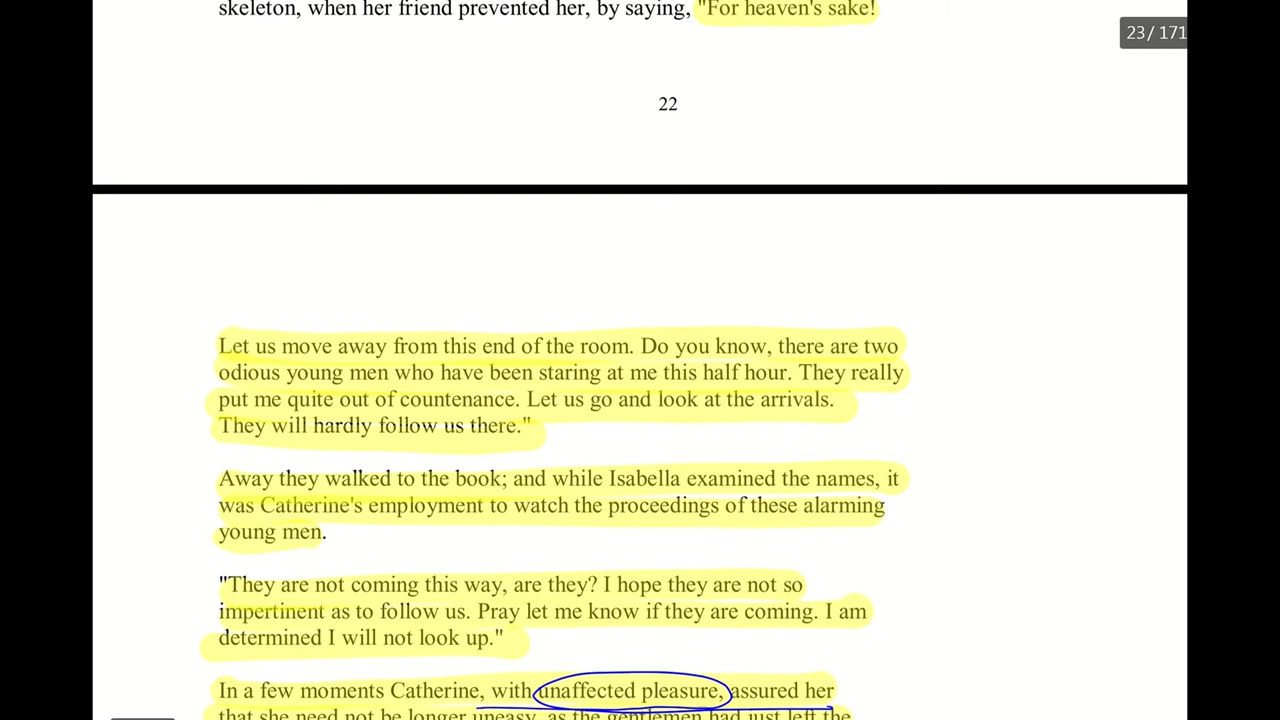 skeleton, when her friend prevented her, by saying, "For heaven's sake!
23/ 171
22
Let us move away from this end of the room. Do you know, there are two
odious young men who have been staring at me this half hour. They really
put me quite out of countenance. Let us go and look at the arrivals.
They will hardly follow us there."
Away they walked to the book; and while Isabella examined the names, it
was Catherine's employment to watch the proceedings of these alarming
young men.
"They are not coming this way, are they? I hope they are not so
impertinent as to follow us. Pray let me know if they are coming. I am
determined I will not look up."
In a few moments Catherine, with unaffected pleasure, assured her
that she need not be longer uneasy, as the gentlemen had just left the